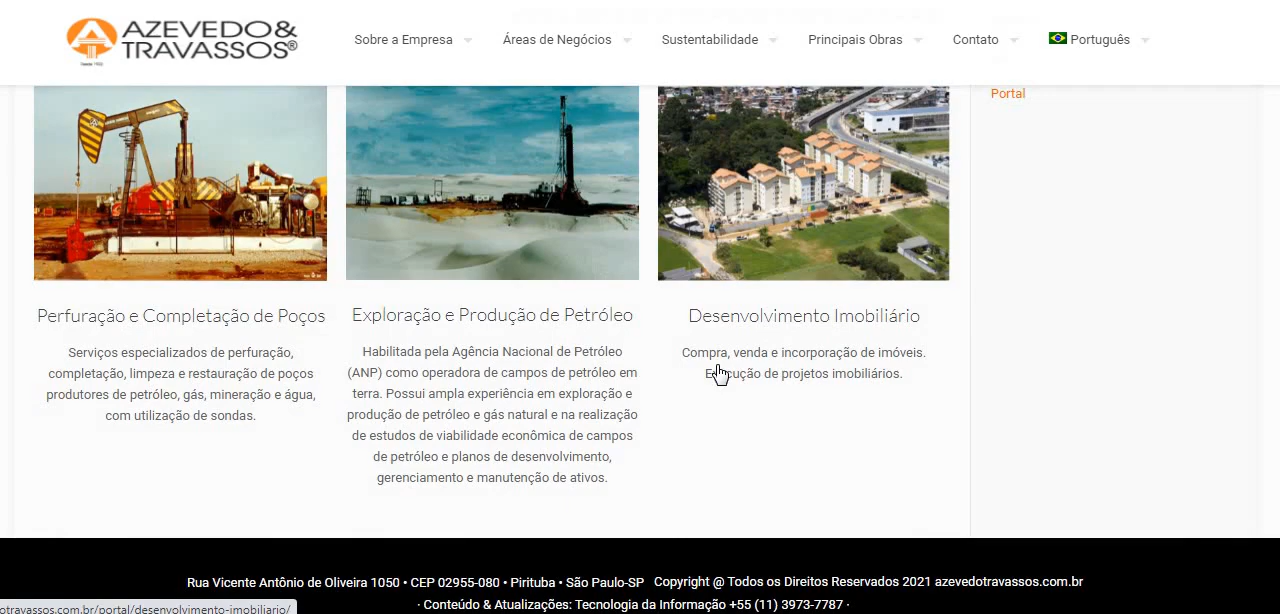 AZEVEDO&
TRAVASSOS®
Desde 1922
Sobre a Empresa
Áreas de Negócios
Sustentabilidade
Principais Obras
Contato
Português
Portal
Perfuração e Completação de Poços
Serviços especializados de perfuração,
completação, limpeza e restauração de poços
produtores de petróleo, gás, mineração e água,
com utilização de sondas.
Exploração e Produção de Petróleo
Habilitada pela Agência Nacional de Petróleo
(ANP) como operadora de campos de petróleo em
terra. Possui ampla experiência em exploração e
produção de petróleo e gás natural e na realização
de estudos de viabilidade econômica de campos
de petróleo e planos de desenvolvimento,
gerenciamento e manutenção de ativos.
Desenvolvimento Imobiliário
Compra, venda e incorporação de imóveis.
Execução de projetos imobiliários.
Rua Vicente Antônio de Oliveira 1050 • CEP 02955-080 • Pirituba • São Paulo-SP Copyright @ Todos os Direitos Reservados 2021 azevedotravassos.com.br
· Conteúdo & Atualizações: Tecnologia da Informação +55 (11) 3973-7787 ·
otravassos.com.br/portal/desenvolvimento-imobiliario/